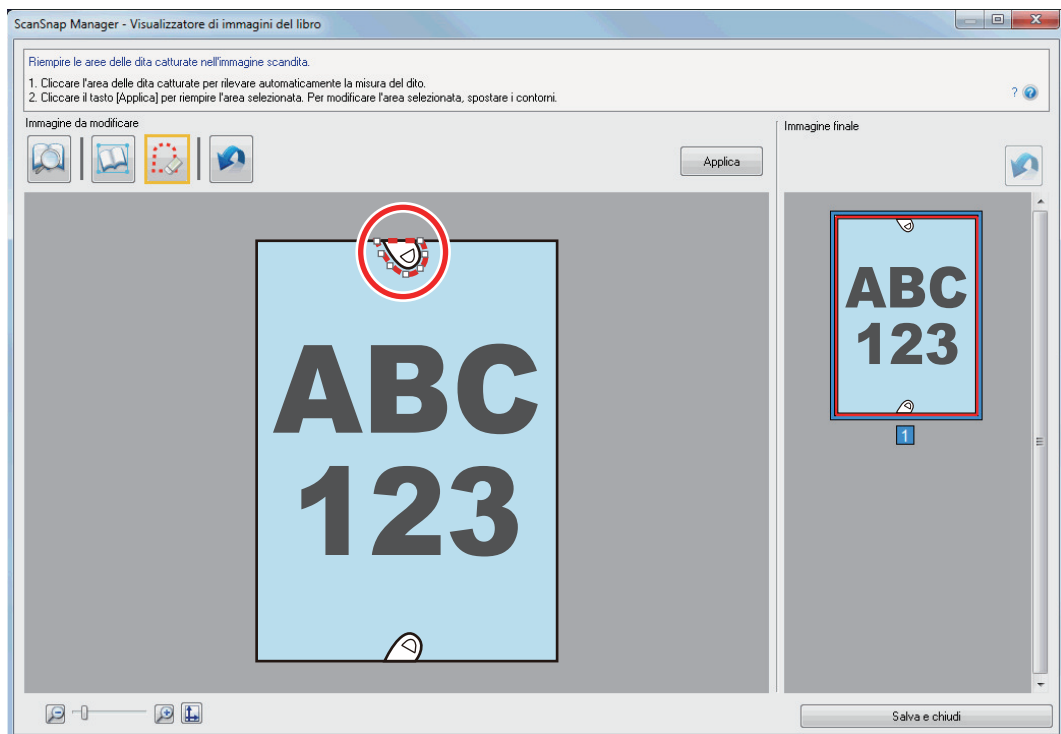 ScanSnap Manager - Visualizzatore di immagini del libro
Riempire le aree delle dita catturate nell'immagine scandita.
1. Cliccare l'area delle dita catturate per rilevare automaticamente la misura del dito.
2. Cliccare il tasto [Applica] per riempire l'area selezionata. Per modificare l'area selezionata, spostare i contorni.
?
Immagine da modificare
Applica
ABC
123
Immagine finale
ABC
123
1
Salva e chiudi